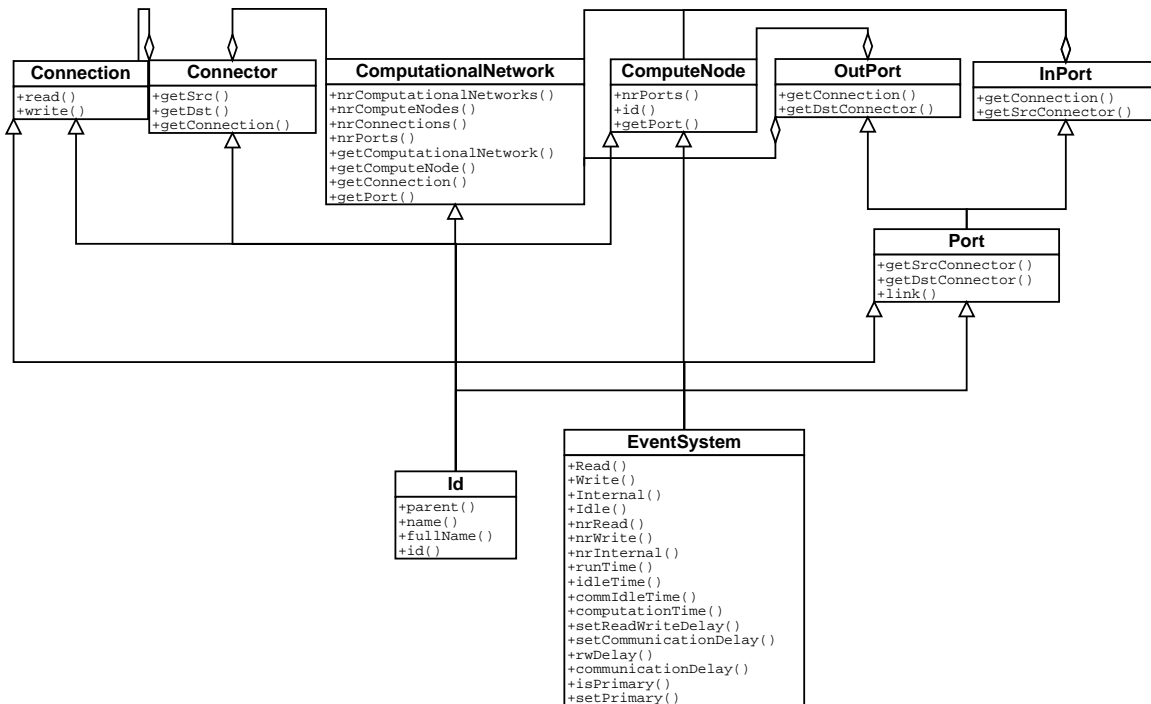 Connection
+read()
+write()
Connector
+getSrc()
+getDst()
+getConnection()
ComputationalNetwork
+nrComputationalNetworks()
+nrComputeNodes()
+nrConnections()
+nrPorts()
+getComputationalNetwork()
+getComputeNode()
+getConnection()
+getPort()
ComputeNode
+nrPorts()
+id()
+getPort()
OutPort
+getConnection()
+getDstConnector()
InPort
+getConnection()
+getSrcConnector()
Port
+getSrcConnector()
+getDstConnector()
+link()
Id
+parent()
+name()
+fullName()
+id()
EventSystem
+Read()
+Write()
+Internal()
+Idle()
+nrRead()
+nrWrite()
+nrInternal()
+runTime()
+idleTime()
+commIdleTime()
+computationTime()
+setReadWriteDelay()
+setCommunicationDelay()
+rwDelay()
+communicationDelay()
+isPrimary()
+setPrimary()